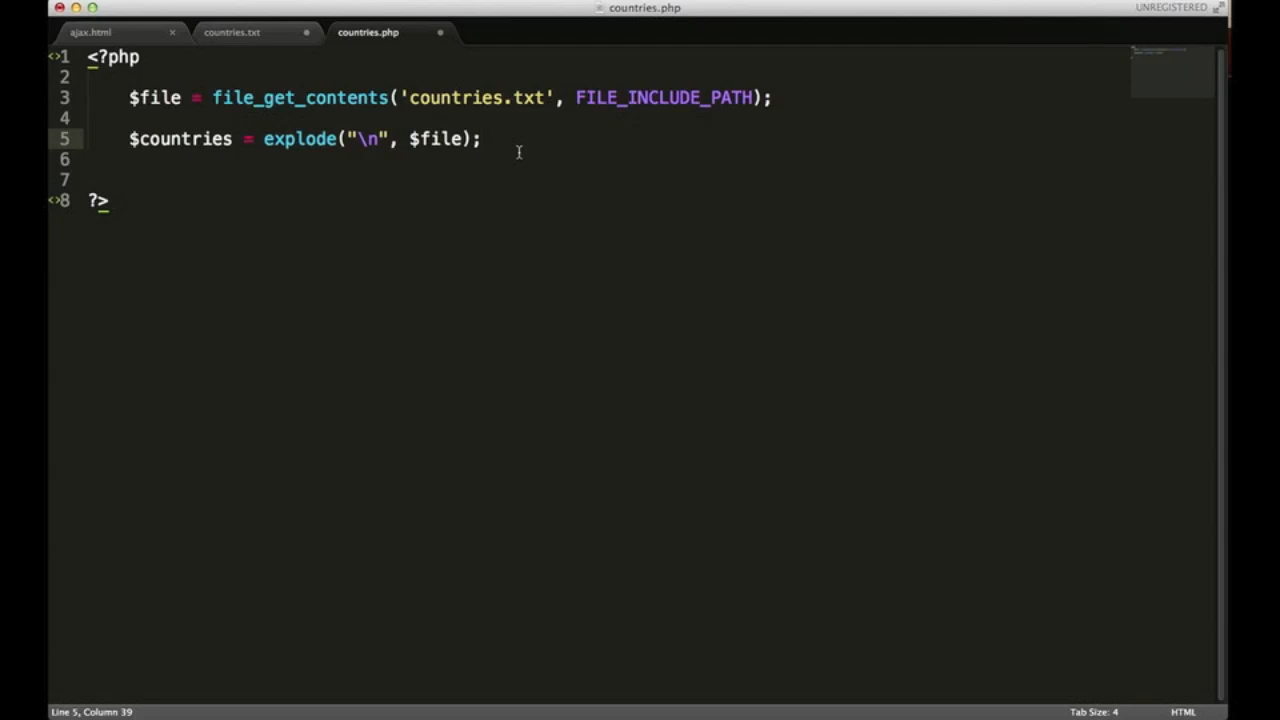 countries.php
UNREGISTERED
ajax.html
countries.txt
countries.php
1 <?php
2
3 $file = file_get_contents('countries.txt', FILE_INCLUDE_PATH);
4
5 $countries = explode("\n", $file);
6
7
8 ?>
Line 5, Column 39
Tab Size: 4
HTML